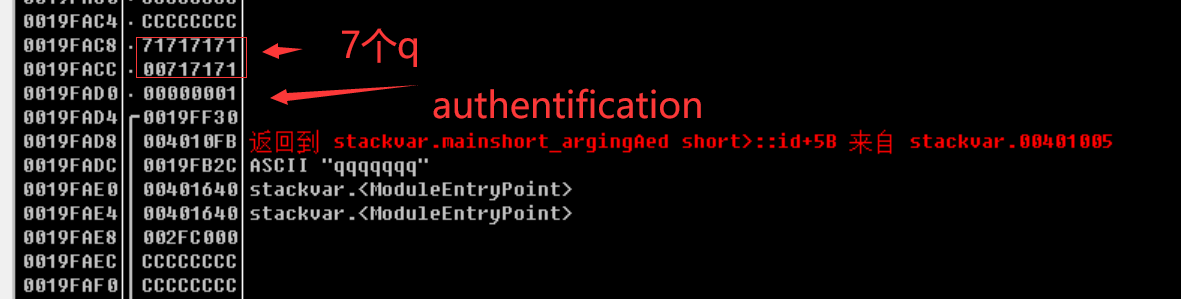 0019FAC4 · CCCCCCCC
0019FAC8 · 71717171
7个q
0019FACC · 00717171
0019FAD0 · 00000001
authentification
0019FAD4 0019FF30
0019FAD8 004010FB 返回到 stackvar.mainshort_argingAed short>::id+5B 来自 stackvar.00401005
0019FADC 0019FB2C ASCII "qqqqqqq"
0019FAE0 00401640 stackvar.<ModuleEntryPoint>
0019FAE4 00401640 stackvar.<ModuleEntryPoint>
0019FAE8 002FC000
0019FAEC CCCCCCCC
0019FAF0 CCCCCCCC